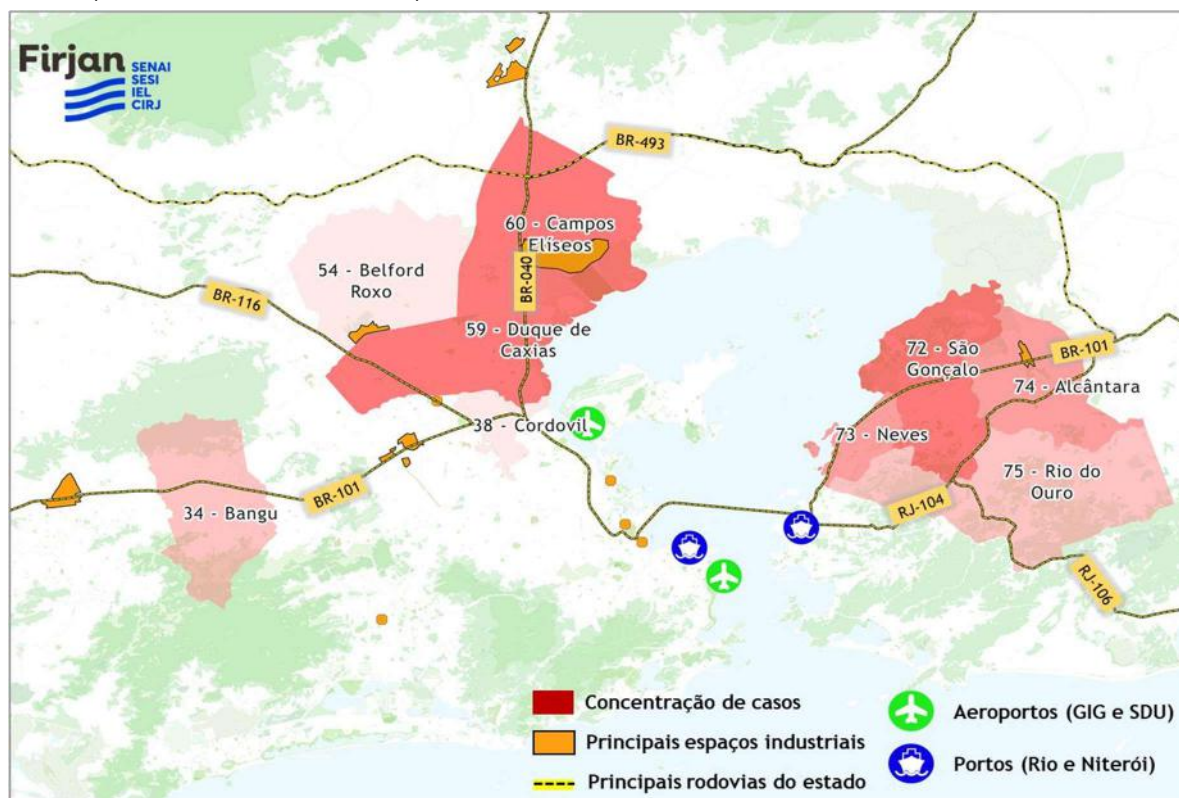 Firjan
SENAI
SESI
IEL
CIRJ
BR-493
60 - Campos
Elíseos
54 - Belford
Roxo
BR-040
BR-116
59 - Duque de
Caxias
72 - São
Gonçalo
BR-101
74 - Alcântara
38 - Cordovil
73 - Neves
75 - Rio do
Ouro
BR-101
34 - Bangu
RJ-104
RJ-106
Concentração de casos
Principais espaços industriais
Principais rodovias do estado
Aeroportos (GIG e SDU)
Portos (Rio e Niterói)